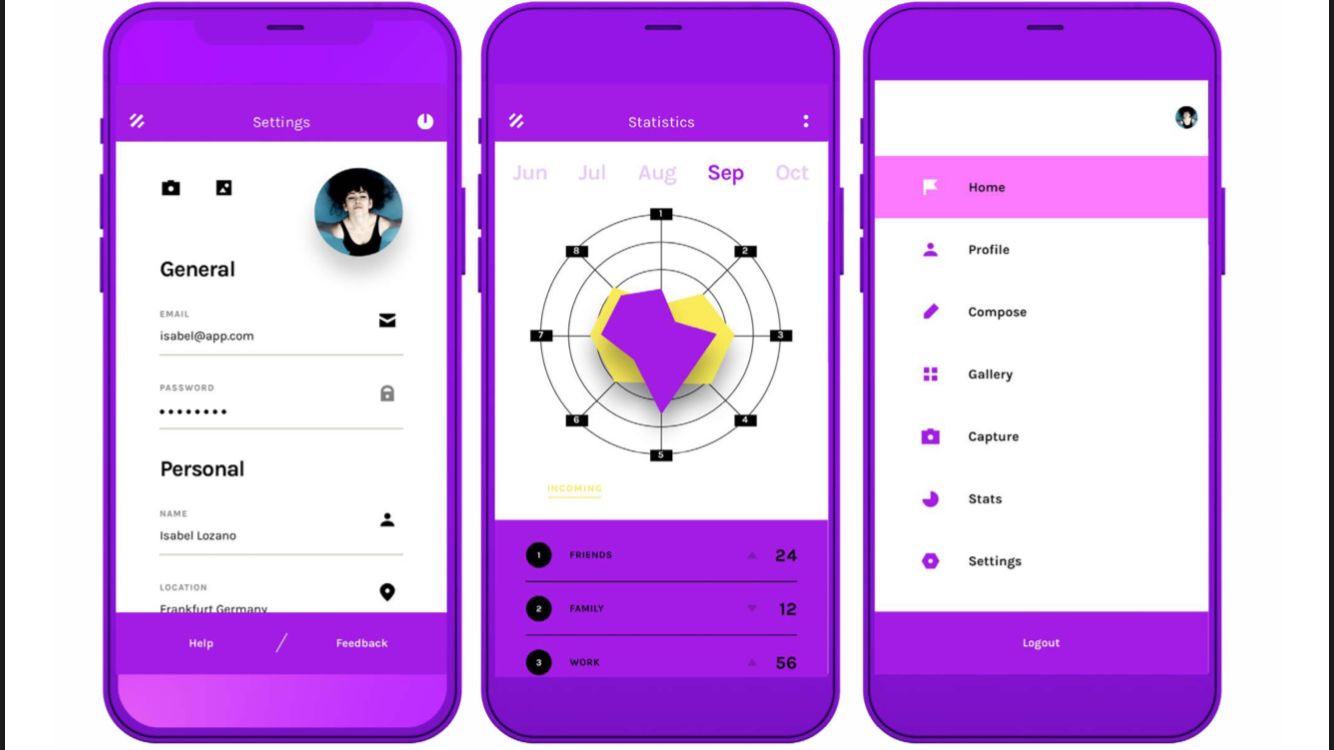 Settings
General
EMAIL
isabel@app.com
PASSWORD
Personal
NAME
Isabel Lozano
LOCATION
Frankfurt Germany
Help / Feedback
Statistics
Jun Jul Aug Sep Oct
1
8 2
7 3
6 4
5
INCOMING
1 FRIENDS 24
2 FAMILY 12
3 WORK 56
Home
Profile
Compose
Gallery
Capture
Stats
Settings
Logout